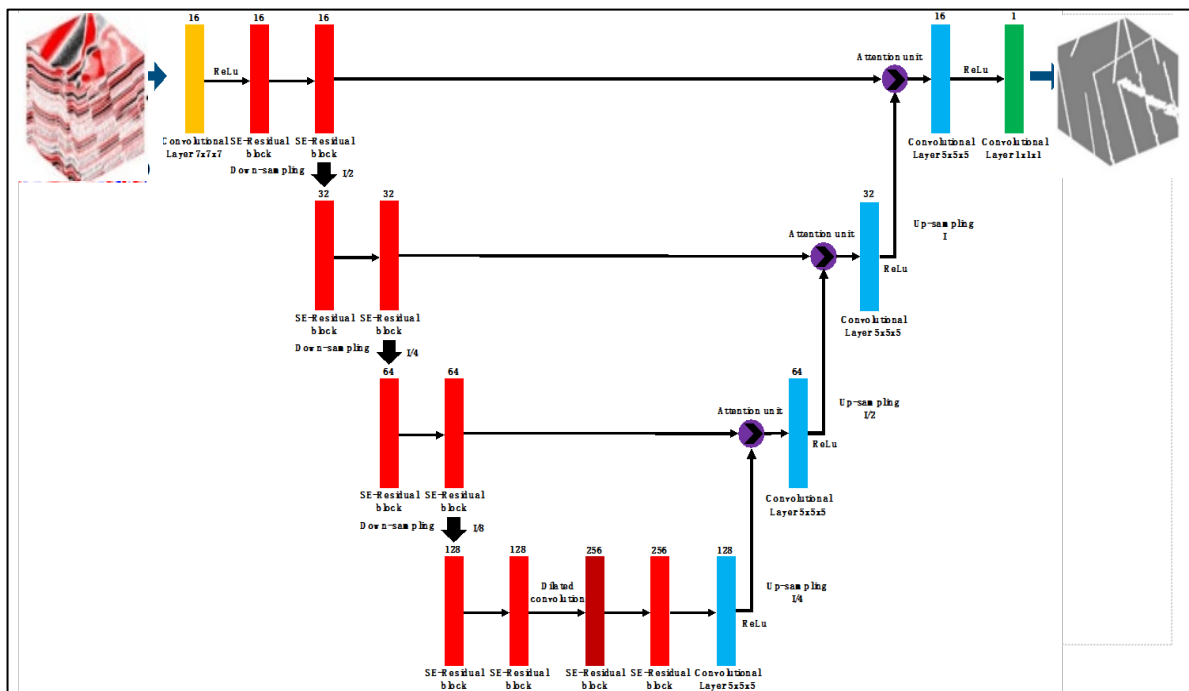 16
16
16
16
1
ReLu
Attention unit
ReLu
Convolutional
Layer 7x7x7
SE-Residual
block
SE-Residual
block
Convolutional
Layer 5x5x5
Convolutional
Layer 1x1x1
Down-sampling
I/2
32
32
32
Attention unit
ReLu
Up-sampling
I
SE-Residual
block
SE-Residual
block
Convolutional
Layer 5x5x5
Down-sampling
I/4
64
64
64
Attention unit
ReLu
Up-sampling
I/2
SE-Residual
block
SE-Residual
block
Convolutional
Layer 5x5x5
Down-sampling
I/8
128
128
256
256
128
Dilated
convolution
ReLu
Up-sampling
I/4
SE-Residual
block
SE-Residual
block
SE-Residual
block
SE-Residual
block
Convolutional
Layer 5x5x5